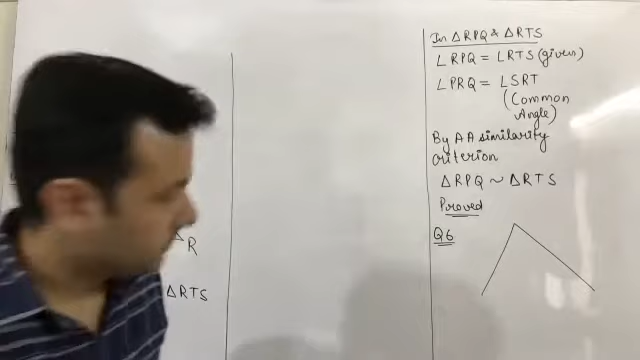 R
ΔRTS
In ΔRPQ & ΔRTS
∠RPQ = ∠RTS (given)
∠PRQ = ∠SRT
(Common
Angle)
By AA similarity
criterion
ΔRPQ ~ ΔRTS
Proved
Q6